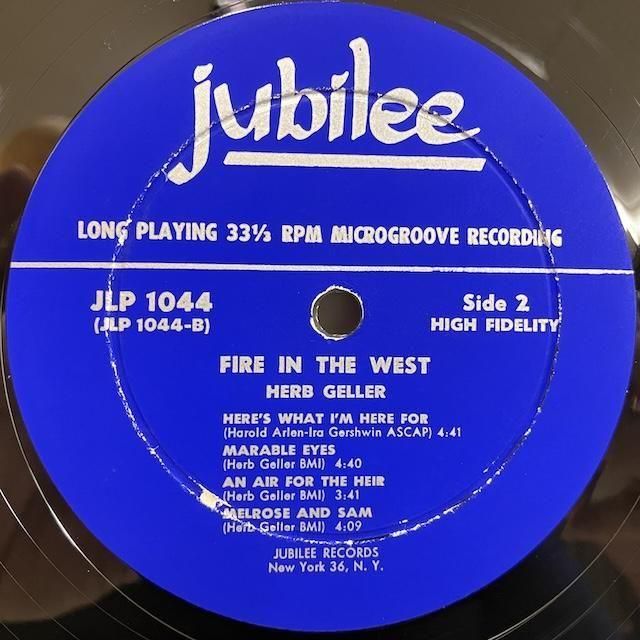 jubilee
LONG PLAYING 33⅓ RPM MICROGROOVE RECORDING
JLP 1044
(JLP 1044-B)
Side 2
HIGH FIDELITY
FIRE IN THE WEST
HERB GELLER
HERE'S WHAT I'M HERE FOR
(Harold Arlen-Ira Gershwin ASCAP) 4:41
MARABLE EYES
(Herb Geller BMI) 4:40
AN AIR FOR THE HEIR
(Herb Geller BMI) 3:41
MELROSE AND SAM
(Herb Geller BMI) 4:09
JUBILEE RECORDS
New York 36, N. Y.